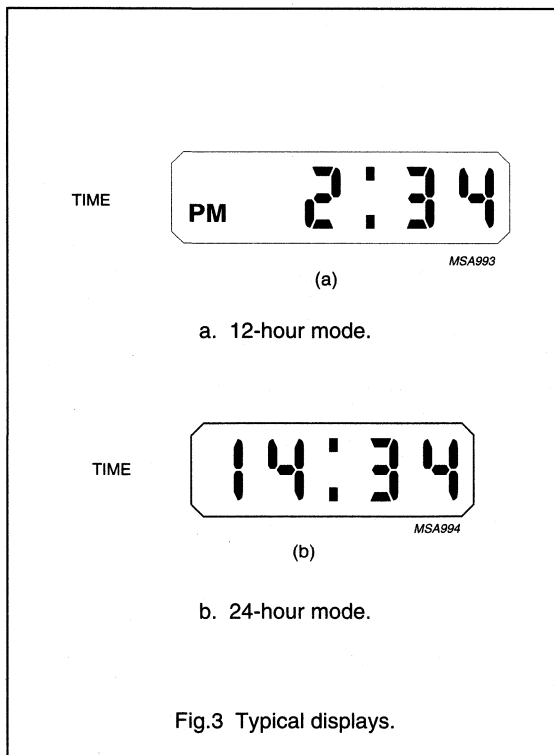 TIME
PM 2:34
MSA993
(a)
a. 12-hour mode.
TIME
14:34
MSA994
(b)
b. 24-hour mode.
Fig.3 Typical displays.